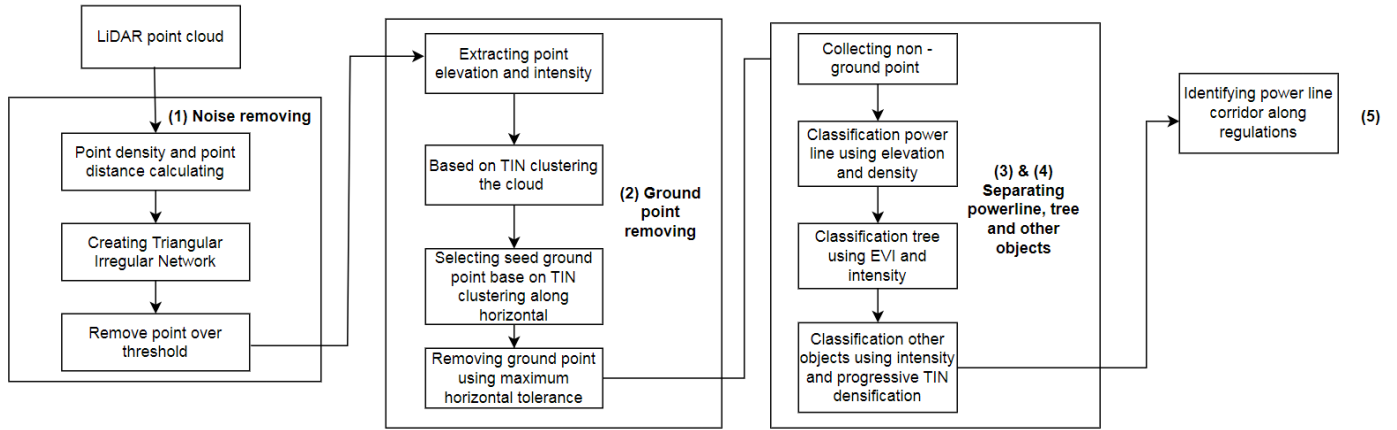 LiDAR point cloud
(1) Noise removing
Point density and point
distance calculating
Creating Triangular
Irregular Network
Remove point over
threshold
Extracting point
elevation and intensity
Based on TIN clustering
the cloud
(2) Ground
point
removing
Selecting seed ground
point base on TIN
clustering along
horizontal
Removing ground point
using maximum
horizontal tolerance
Collecting non -
ground point
Classification power
line using elevation
and density
(3) & (4)
Separating
powerline, tree
and other
objects
Classification tree
using EVI and
intensity
Classification other
objects using intensity
and progressive TIN
densification
Identifying power line
corridor along
regulations
(5)